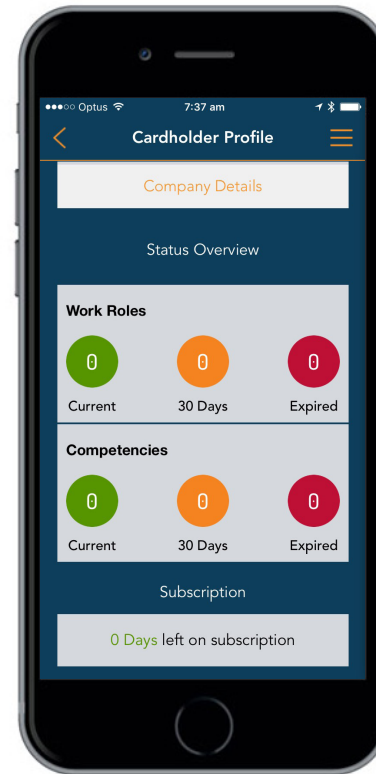 Optus 7:37 am
Cardholder Profile
Company Details
Status Overview
Work Roles
0 0 0
Current 30 Days Expired
Competencies
0 0 0
Current 30 Days Expired
Subscription
0 Days left on subscription